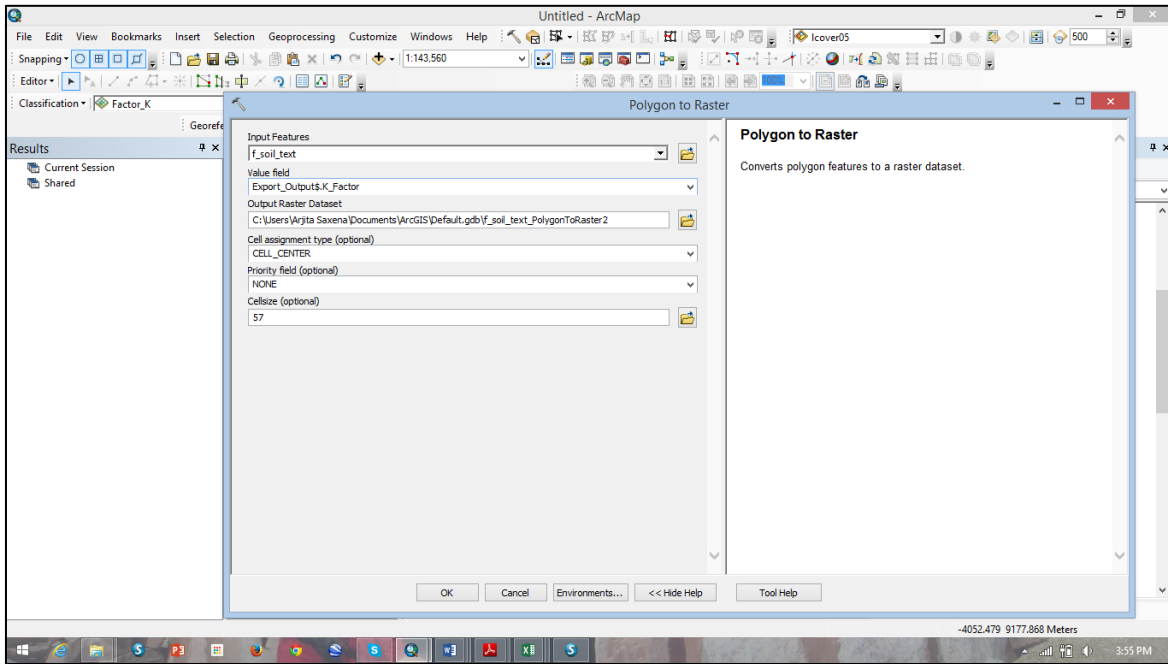 Untitled - ArcMap
File Edit View Bookmarks Insert Selection Geoprocessing Customize Windows Help lcover05 500
Snapping 1:143,560
Editor 100%
Classification Factor_K Polygon to Raster
Georefe
Results
Current Session
Shared
Input Features
f_soil_text
Value field
Export_Output$.K_Factor
Output Raster Dataset
C:\Users\Arjita Saxena\Documents\ArcGIS\Default.gdb\f_soil_text_PolygonToRaster2
Cell assignment type (optional)
CELL_CENTER
Priority field (optional)
NONE
Cellsize (optional)
57
Polygon to Raster
Converts polygon features to a raster dataset.
OK Cancel Environments... << Hide Help Tool Help
-4052.479 9177.868 Meters
3:55 PM